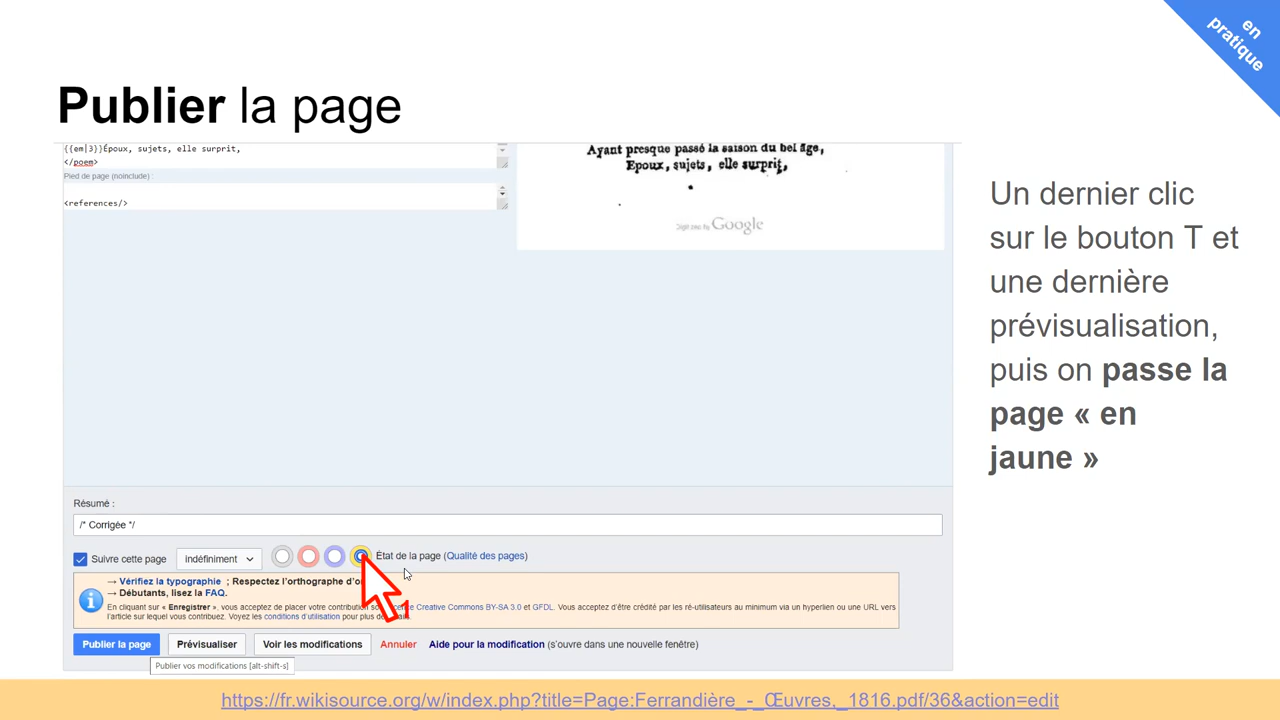 en
pratique
Publier la page
{{em|3}}Époux, sujets, elle surprit,
</poem>
Pied de page (noinclude) :
<references/>
Ayant presque passé la saison du bel âge,
Epoux, sujets, elle surprit,
Digitized by Google
Un dernier clic
sur le bouton T et
une dernière
prévisualisation,
puis on passe la
page « en
jaune »
Résumé :
/* Corrigée */
Suivre cette page indéfiniment État de la page (Qualité des pages)
→ Vérifiez la typographie ; Respectez l'orthographe d'o
→ Débutants, lisez la FAQ.
En cliquant sur « Enregistrer », vous acceptez de placer votre contribution so Creative Commons BY-SA 3.0 et GFDL. Vous acceptez d'être crédité par les ré-utilisateurs au minimum via un hyperlien ou une URL vers
l'article sur lequel vous contribuez. Voyez les conditions d'utilisation pour plus de
Publier la page Prévisualiser Voir les modifications Annuler Aide pour la modification (s'ouvre dans une nouvelle fenêtre)
Publier vos modifications [alt-shift-s]
https://fr.wikisource.org/w/index.php?title=Page:Ferrandière_-_Œuvres,_1816.pdf/36&action=edit